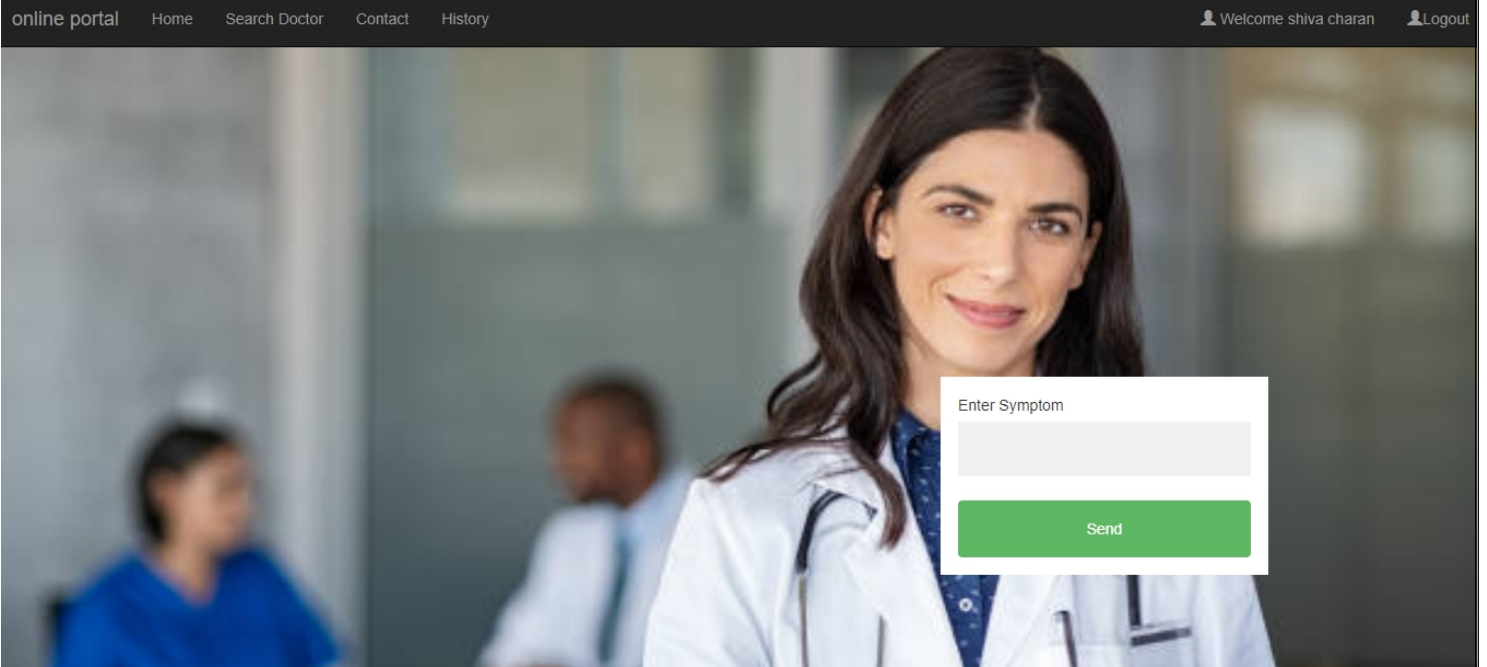 online portal Home Search Doctor Contact History Welcome shiva charan Logout
Enter Symptom
Send